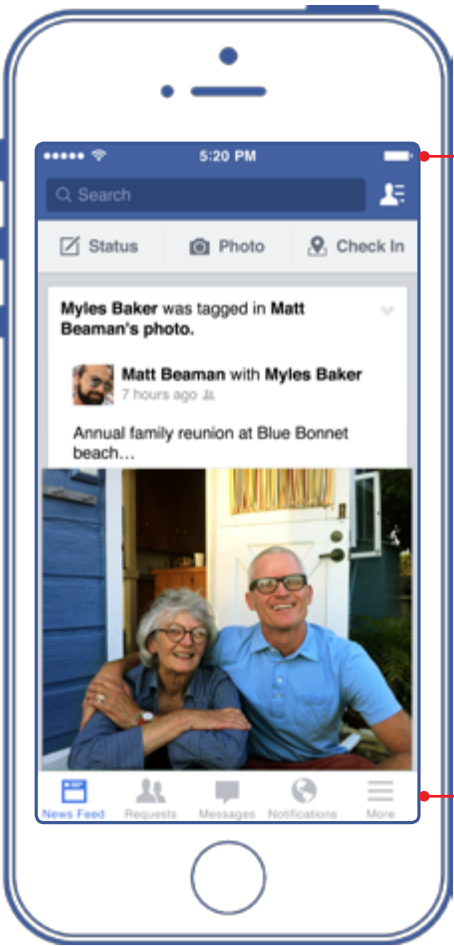 5:20 PM
Search
Status Photo Check In
Myles Baker was tagged in Matt
Beaman's photo.
Matt Beaman with Myles Baker
7 hours ago
Annual family reunion at Blue Bonnet
beach...
News Feed Requests Messages Notifications More